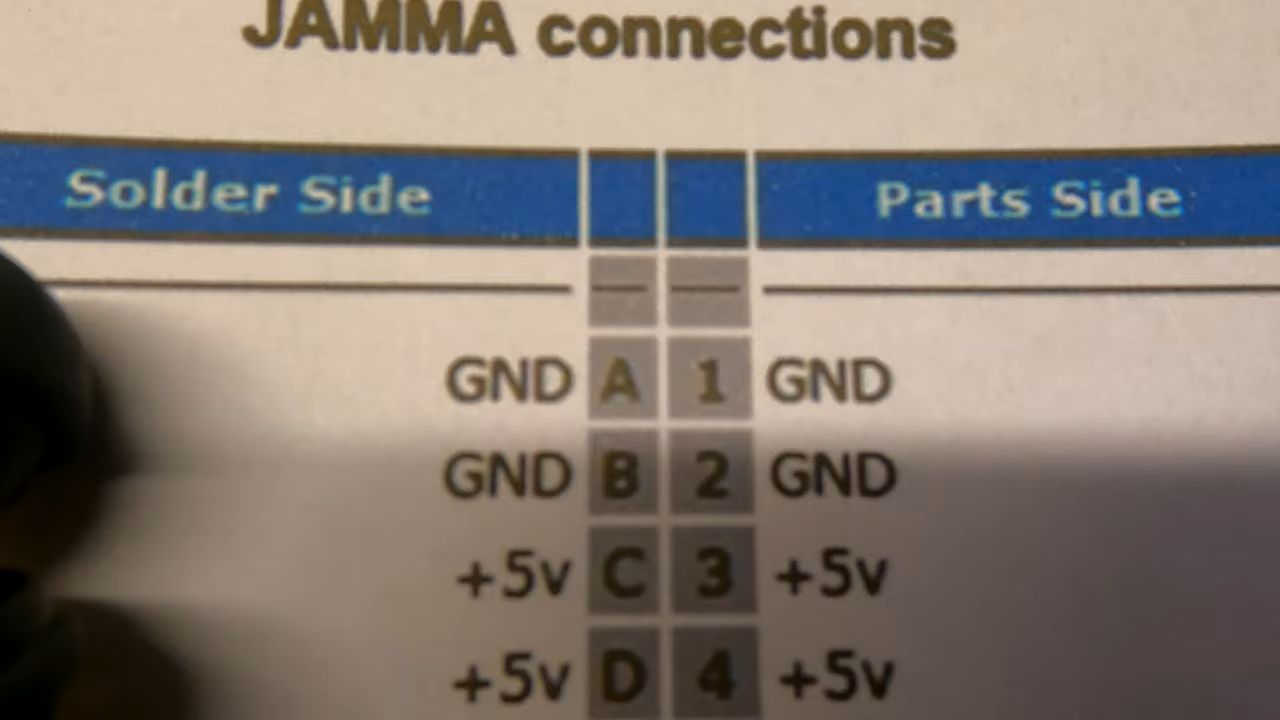 JAMMA connections
Solder Side Parts Side
GND A 1 GND
GND B 2 GND
+5v C 3 +5v
+5v D 4 +5v